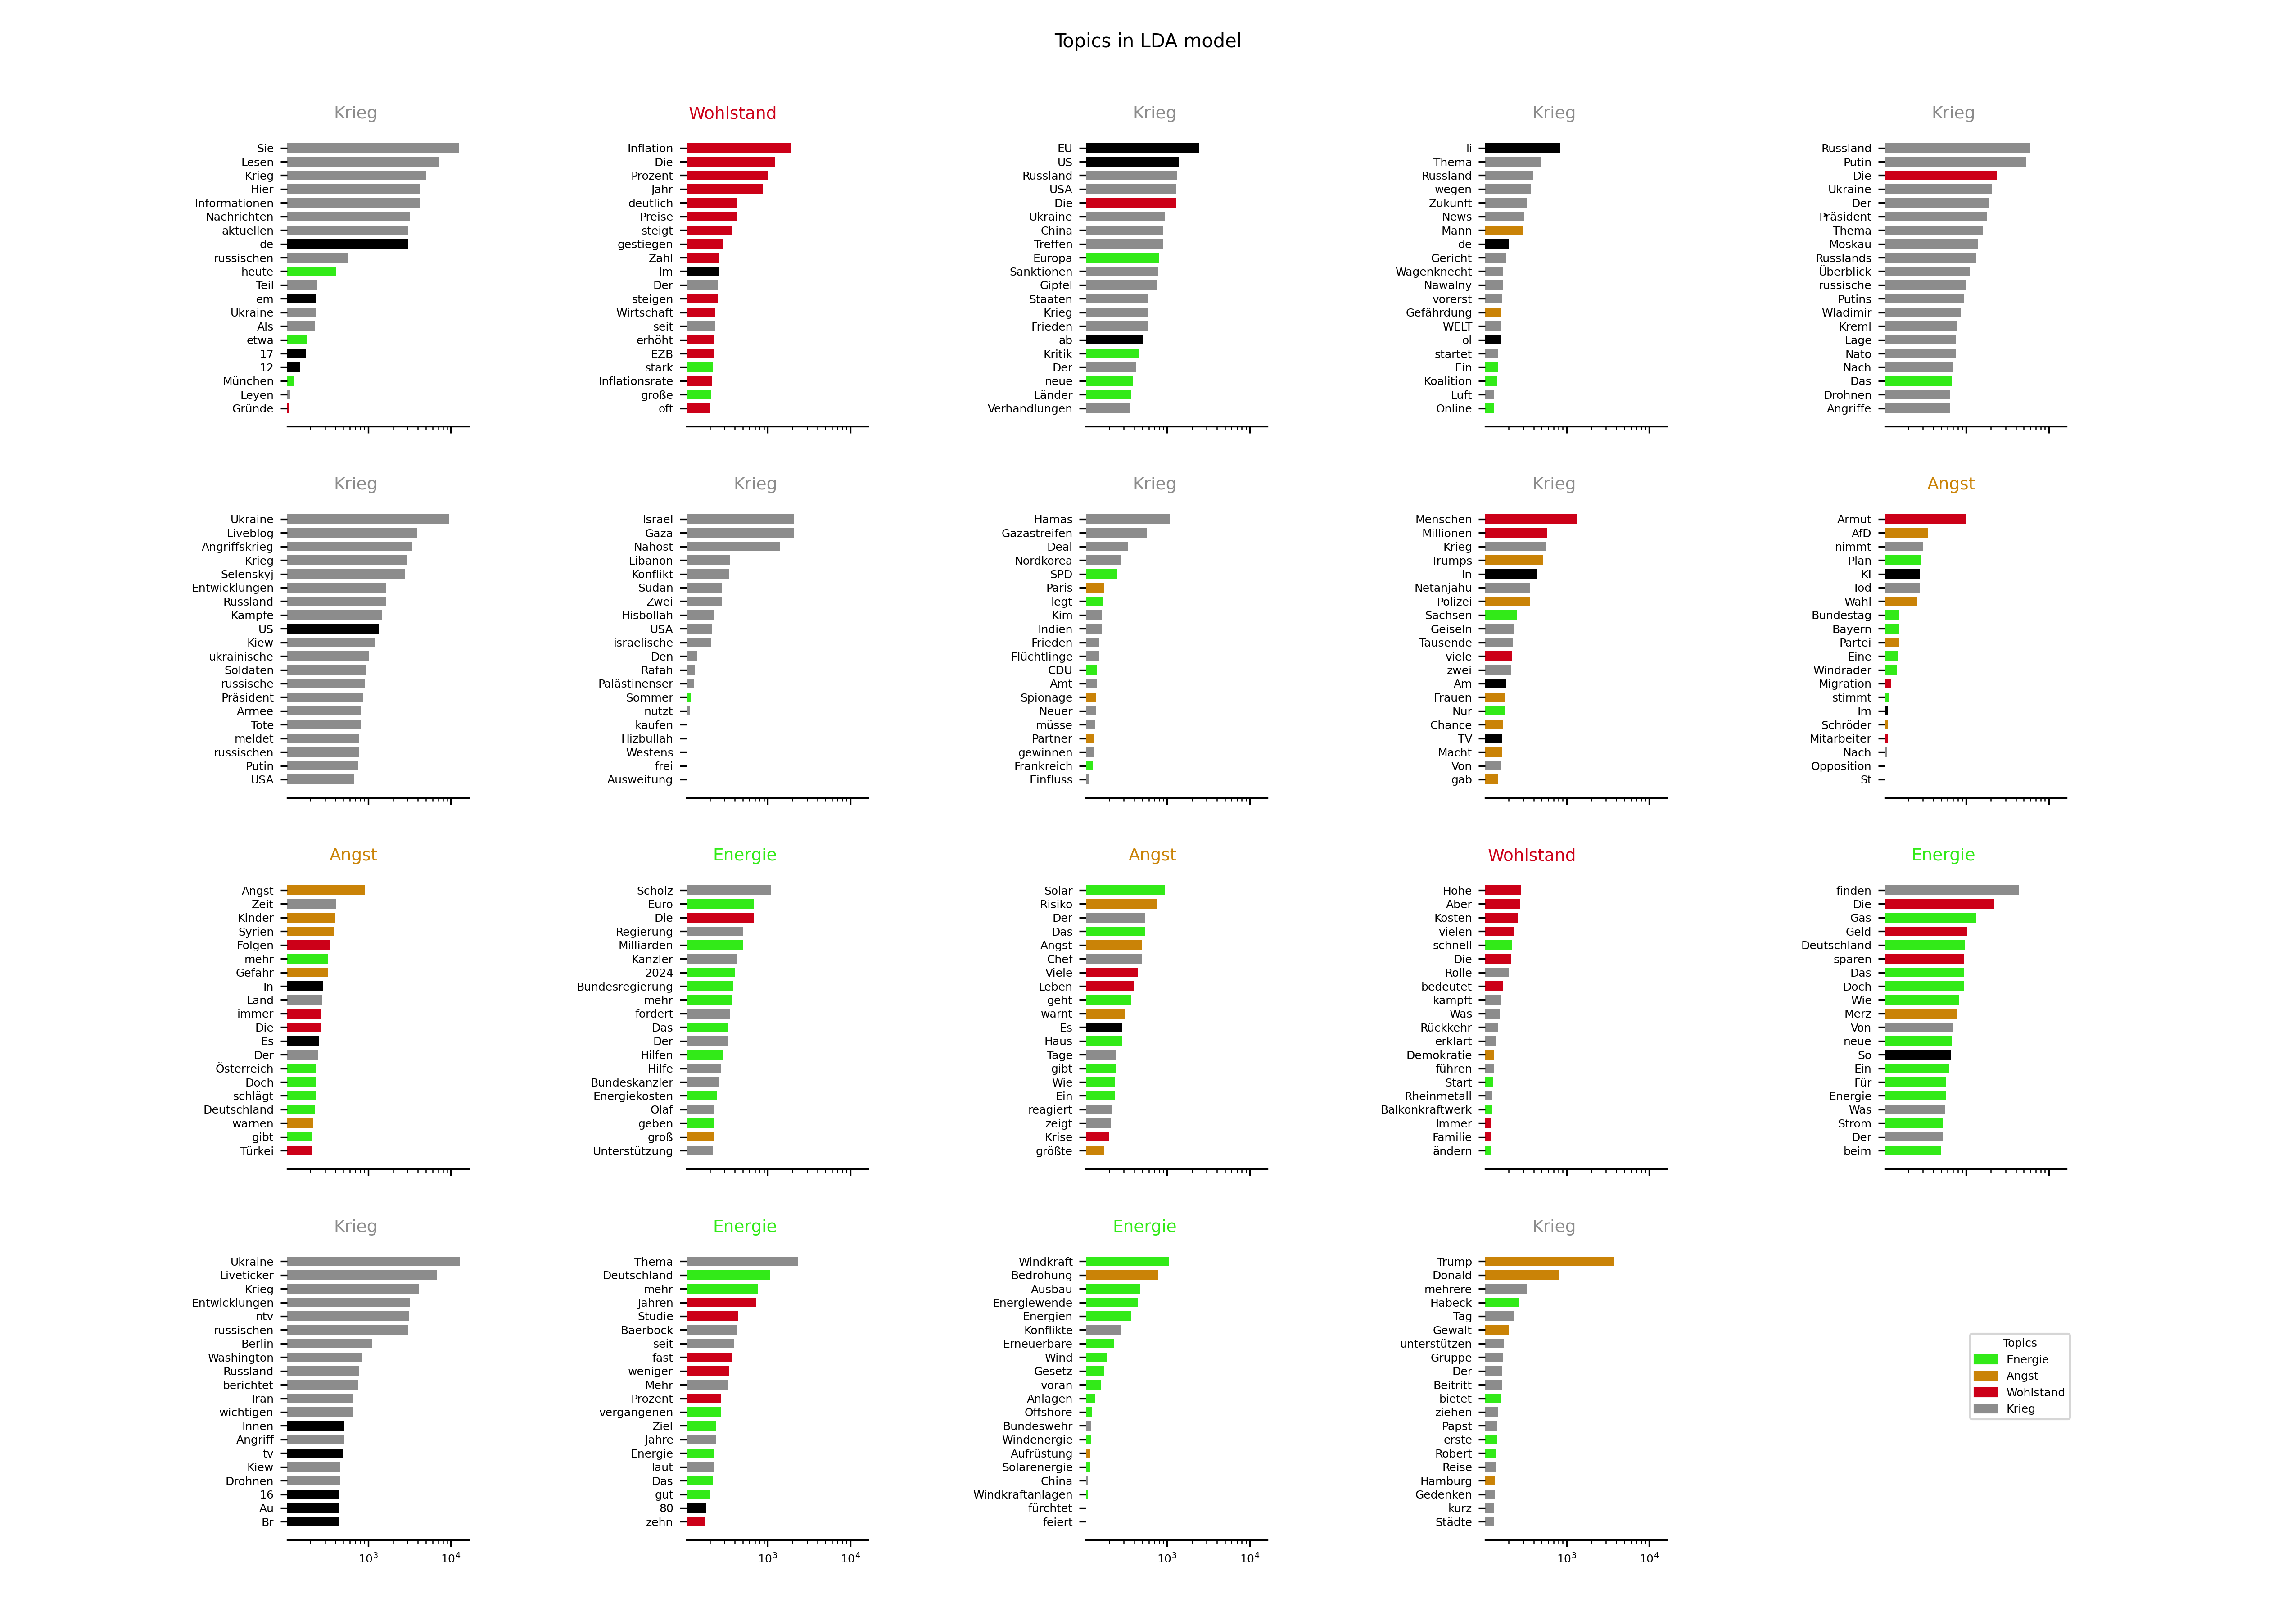 Topics in LDA model
Krieg
Sie
Lesen
Krieg
Hier
Informationen
Nachrichten
aktuellen
de
russischen
heute
Teil
em
Ukraine
Als
etwa
17
12
München
Leyen
Gründe
Wohlstand
Inflation
Die
Prozent
Jahr
deutlich
Preise
steigt
gestiegen
Zahl
Im
Der
steigen
Wirtschaft
seit
erhöht
EZB
stark
Inflationsrate
große
oft
Krieg
EU
US
Russland
USA
Die
Ukraine
China
Treffen
Europa
Sanktionen
Gipfel
Staaten
Krieg
Frieden
ab
Kritik
Der
neue
Länder
Verhandlungen
Krieg
li
Thema
Russland
wegen
Zukunft
News
Mann
de
Gericht
Wagenknecht
Nawalny
vorerst
Gefährdung
WELT
ol
startet
Ein
Koalition
Luft
Online
Krieg
Russland
Putin
Die
Ukraine
Der
Präsident
Thema
Moskau
Russlands
Überblick
russische
Putins
Wladimir
Kreml
Lage
Nato
Nach
Das
Drohnen
Angriffe
Krieg
Ukraine
Liveblog
Angriffskrieg
Krieg
Selenskyj
Entwicklungen
Russland
Kämpfe
US
Kiew
ukrainische
Soldaten
russische
Präsident
Armee
Tote
meldet
russischen
Putin
USA
Krieg
Israel
Gaza
Nahost
Libanon
Konflikt
Sudan
Zwei
Hisbollah
USA
israelische
Den
Rafah
Palästinenser
Sommer
nutzt
kaufen
Hizbullah
Westens
frei
Ausweitung
Krieg
Hamas
Gazastreifen
Deal
Nordkorea
SPD
Paris
legt
Kim
Indien
Frieden
Flüchtlinge
CDU
Amt
Spionage
Neuer
müsse
Partner
gewinnen
Frankreich
Einfluss
Krieg
Menschen
Millionen
Krieg
Trumps
In
Netanjahu
Polizei
Sachsen
Geiseln
Tausende
viele
zwei
Am
Frauen
Nur
Chance
TV
Macht
Von
gab
Angst
Armut
AfD
nimmt
Plan
KI
Tod
Wahl
Bundestag
Bayern
Partei
Eine
Windräder
Migration
stimmt
Im
Schröder
Mitarbeiter
Nach
Opposition
St
Angst
Angst
Zeit
Kinder
Syrien
Folgen
mehr
Gefahr
In
Land
immer
Die
Es
Der
Österreich
Doch
schlägt
Deutschland
warnen
gibt
Türkei
Energie
Scholz
Euro
Die
Regierung
Milliarden
Kanzler
2024
Bundesregierung
mehr
fordert
Das
Der
Hilfen
Hilfe
Bundeskanzler
Energiekosten
Olaf
geben
groß
Unterstützung
Angst
Solar
Risiko
Der
Das
Angst
Chef
Viele
Leben
geht
warnt
Es
Haus
Tage
gibt
Wie
Ein
reagiert
zeigt
Krise
größte
Wohlstand
Hohe
Aber
Kosten
vielen
schnell
Die
Rolle
bedeutet
kämpft
Was
Rückkehr
erklärt
Demokratie
führen
Start
Rheinmetall
Balkonkraftwerk
Immer
Familie
ändern
Energie
finden
Die
Gas
Geld
Deutschland
sparen
Das
Doch
Wie
Merz
Von
neue
So
Ein
Für
Energie
Was
Strom
Der
beim
Krieg
Ukraine
Liveticker
Krieg
Entwicklungen
ntv
russischen
Berlin
Washington
Russland
berichtet
Iran
wichtigen
Innen
Angriff
tv
Kiew
Drohnen
16
Au
Br
10³ 10⁴
Energie
Thema
Deutschland
mehr
Jahren
Studie
Baerbock
seit
fast
weniger
Mehr
Prozent
vergangenen
Ziel
Jahre
Energie
laut
Das
gut
80
zehn
10³ 10⁴
Energie
Windkraft
Bedrohung
Ausbau
Energiewende
Energien
Konflikte
Erneuerbare
Wind
Gesetz
voran
Anlagen
Offshore
Bundeswehr
Windenergie
Aufrüstung
Solarenergie
China
Windkraftanlagen
fürchtet
feiert
10³ 10⁴
Krieg
Trump
Donald
mehrere
Habeck
Tag
Gewalt
unterstützen
Gruppe
Der
Beitritt
bietet
ziehen
Papst
erste
Robert
Reise
Hamburg
Gedenken
kurz
Städte
10³ 10⁴
Topics
Energie
Angst
Wohlstand
Krieg